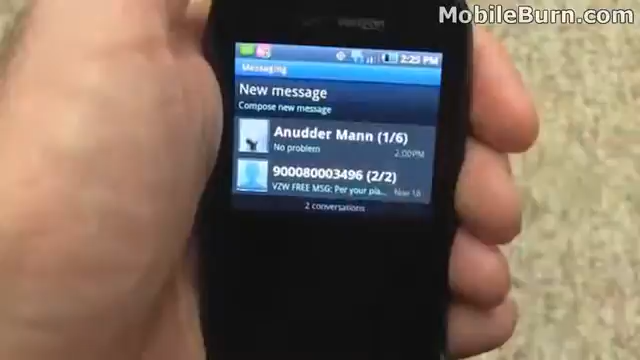 MobileBurn.com
verizon
2:25 PM
Messaging
New message
Compose new message
Anudder Mann (1/6)
No problem
2:00PM
900080003496 (2/2)
VZW FREE MSG: Per your pla...
Nov 18
2 conversations